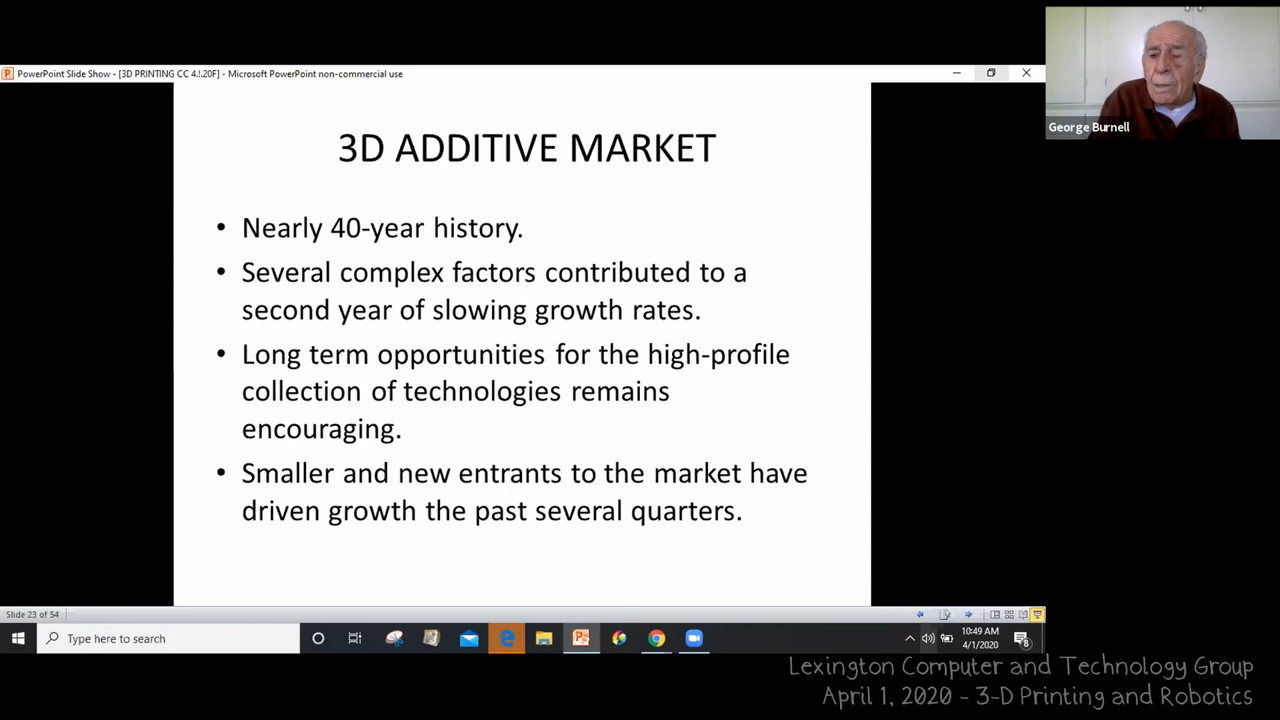 PowerPoint Slide Show - [3D PRINTING CC 4.!.20F] - Microsoft PowerPoint non-commercial use
George Burnell
3D ADDITIVE MARKET
• Nearly 40-year history.
• Several complex factors contributed to a
second year of slowing growth rates.
• Long term opportunities for the high-profile
collection of technologies remains
encouraging.
• Smaller and new entrants to the market have
driven growth the past several quarters.
Slide 23 of 54
Type here to search
10:49 AM
4/1/2020
8
Lexington Computer and Technology Group
April 1, 2020 - 3-D Printing and Robotics